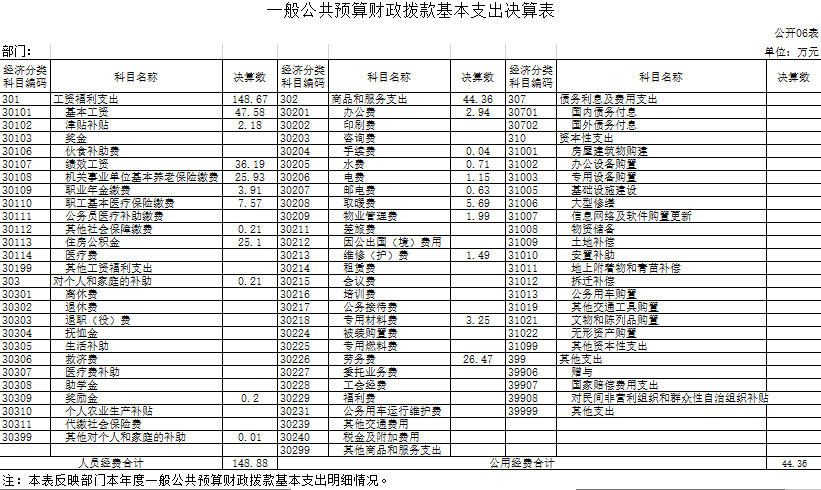 一般公共预算财政拨款基本支出决算表
公开06表
部门: 单位:万元
经济分类科目编码 科目名称 决算数 经济分类科目编码 科目名称 决算数 经济分类科目编码 科目名称 决算数
301 工资福利支出 148.67 302 商品和服务支出 44.36 307 债务利息及费用支出
30101 基本工资 47.58 30201 办公费 2.94 30701 国内债务付息
30102 津贴补贴 2.18 30202 印刷费 30702 国外债务付息
30103 奖金 30203 咨询费 310 资本性支出
30106 伙食补助费 30204 手续费 0.04 31001 房屋建筑物购建
30107 绩效工资 36.19 30205 水费 0.71 31002 办公设备购置
30108 机关事业单位基本养老保险缴费 25.93 30206 电费 1.15 31003 专用设备购置
30109 职业年金缴费 3.91 30207 邮电费 0.63 31005 基础设施建设
30110 职工基本医疗保险缴费 7.57 30208 取暖费 5.69 31006 大型修缮
30111 公务员医疗补助缴费 30209 物业管理费 1.99 31007 信息网络及软件购置更新
30112 其他社会保障缴费 0.21 30211 差旅费 31008 物资储备
30113 住房公积金 25.1 30212 因公出国（境）费用 31009 土地补偿
30114 医疗费 30213 维修（护）费 1.49 31010 安置补助
30199 其他工资福利支出 30214 租赁费 31011 地上附着物和青苗补偿
303 对个人和家庭的补助 0.21 30215 会议费 31012 拆迁补偿
30301 离休费 30216 培训费 31013 公务用车购置
30302 退休费 30217 公务接待费 31019 其他交通工具购置
30303 退职（役）费 30218 专用材料费 3.25 31021 文物和陈列品购置
30304 抚恤金 30224 被装购置费 31022 无形资产购置
30305 生活补助 30225 专用燃料费 31099 其他资本性支出
30306 救济费 30226 劳务费 26.47 399 其他支出
30307 医疗费补助 30227 委托业务费 39906 赠与
30308 助学金 30228 工会经费 39907 国家赔偿费用支出
30309 奖励金 0.2 30229 福利费 39908 对民间非营利组织和群众性自治组织补贴
30310 个人农业生产补贴 30231 公务用车运行维护费 39999 其他支出
30311 代缴社会保险费 30239 其他交通费用
30399 其他对个人和家庭的补助 0.01 30240 税金及附加费用
30299 其他商品和服务支出
人员经费合计 148.88 公用经费合计 44.36
注：本表反映部门本年度一般公共预算财政拨款基本支出明细情况。